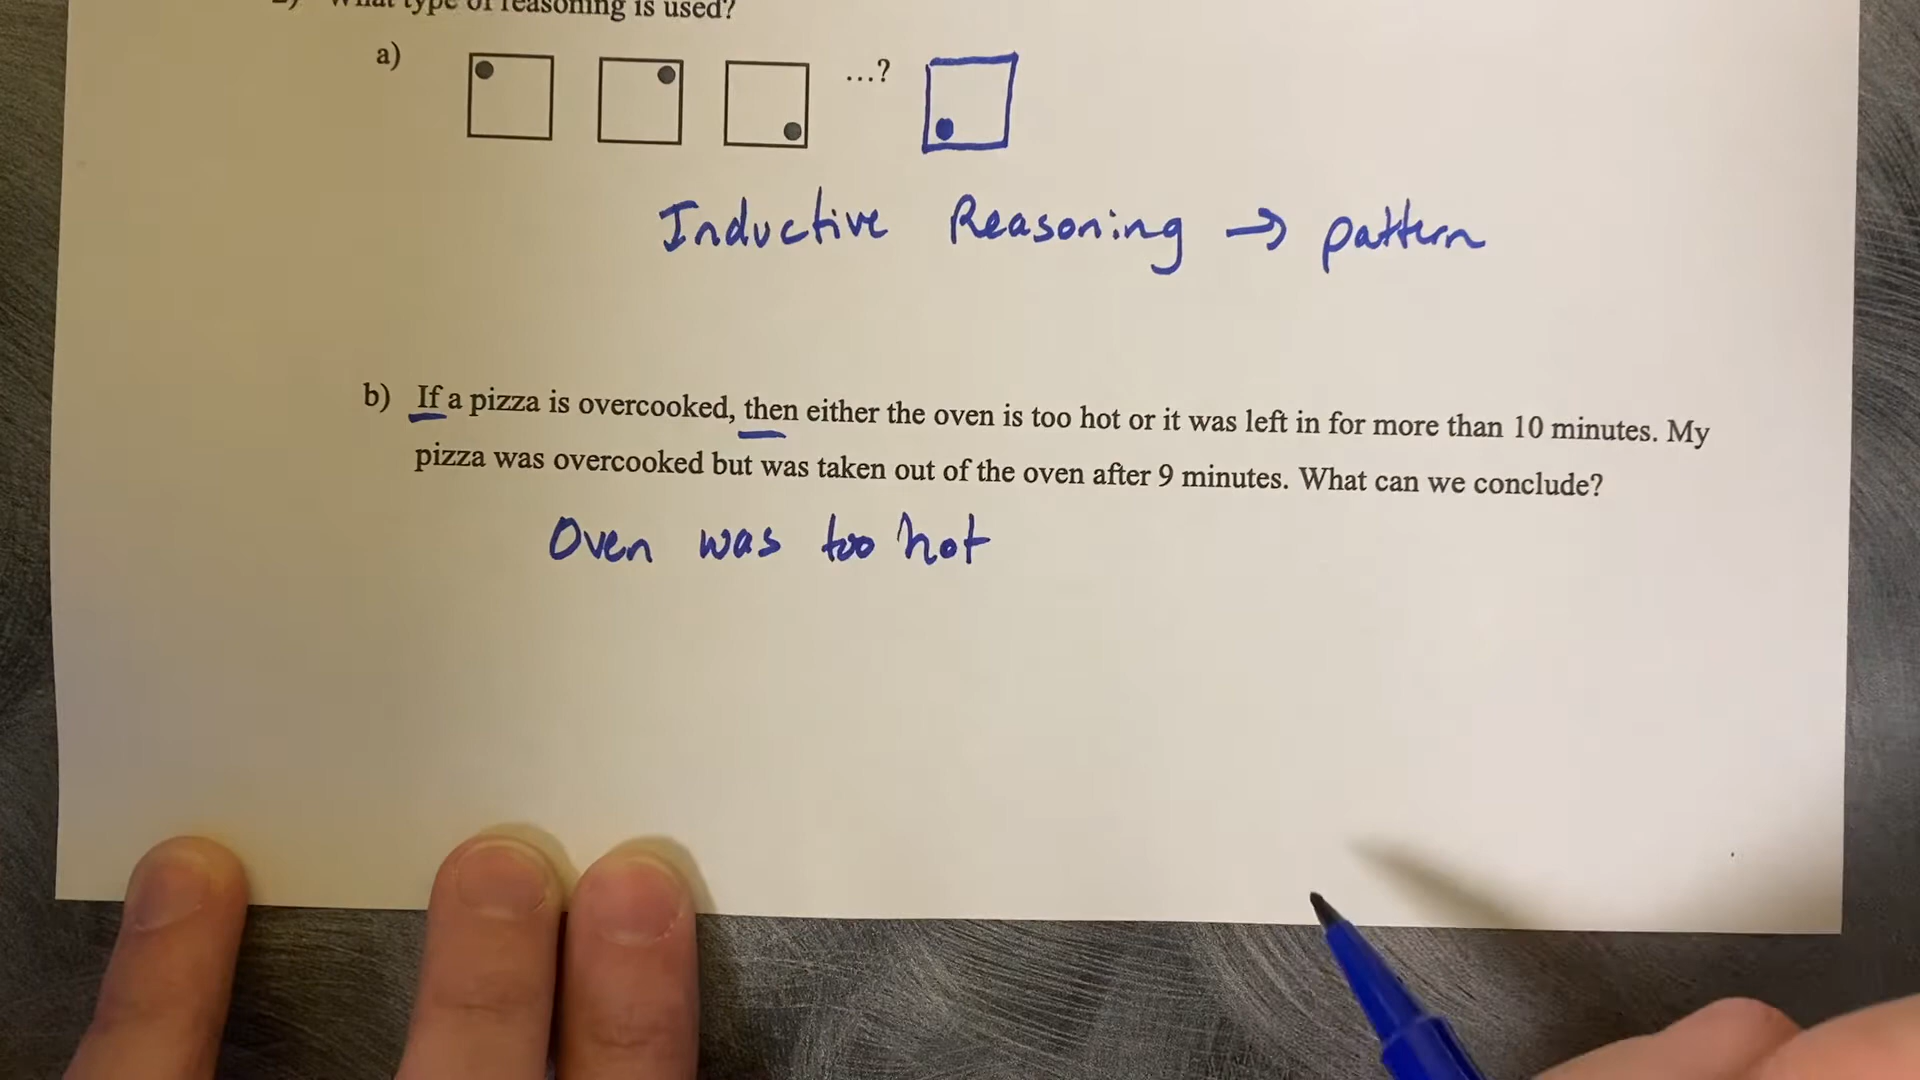 What type of reasoning is used?
a) ...?
Inductive Reasoning → pattern
b) If a pizza is overcooked, then either the oven is too hot or it was left in for more than 10 minutes. My
pizza was overcooked but was taken out of the oven after 9 minutes. What can we conclude?
Oven was too hot